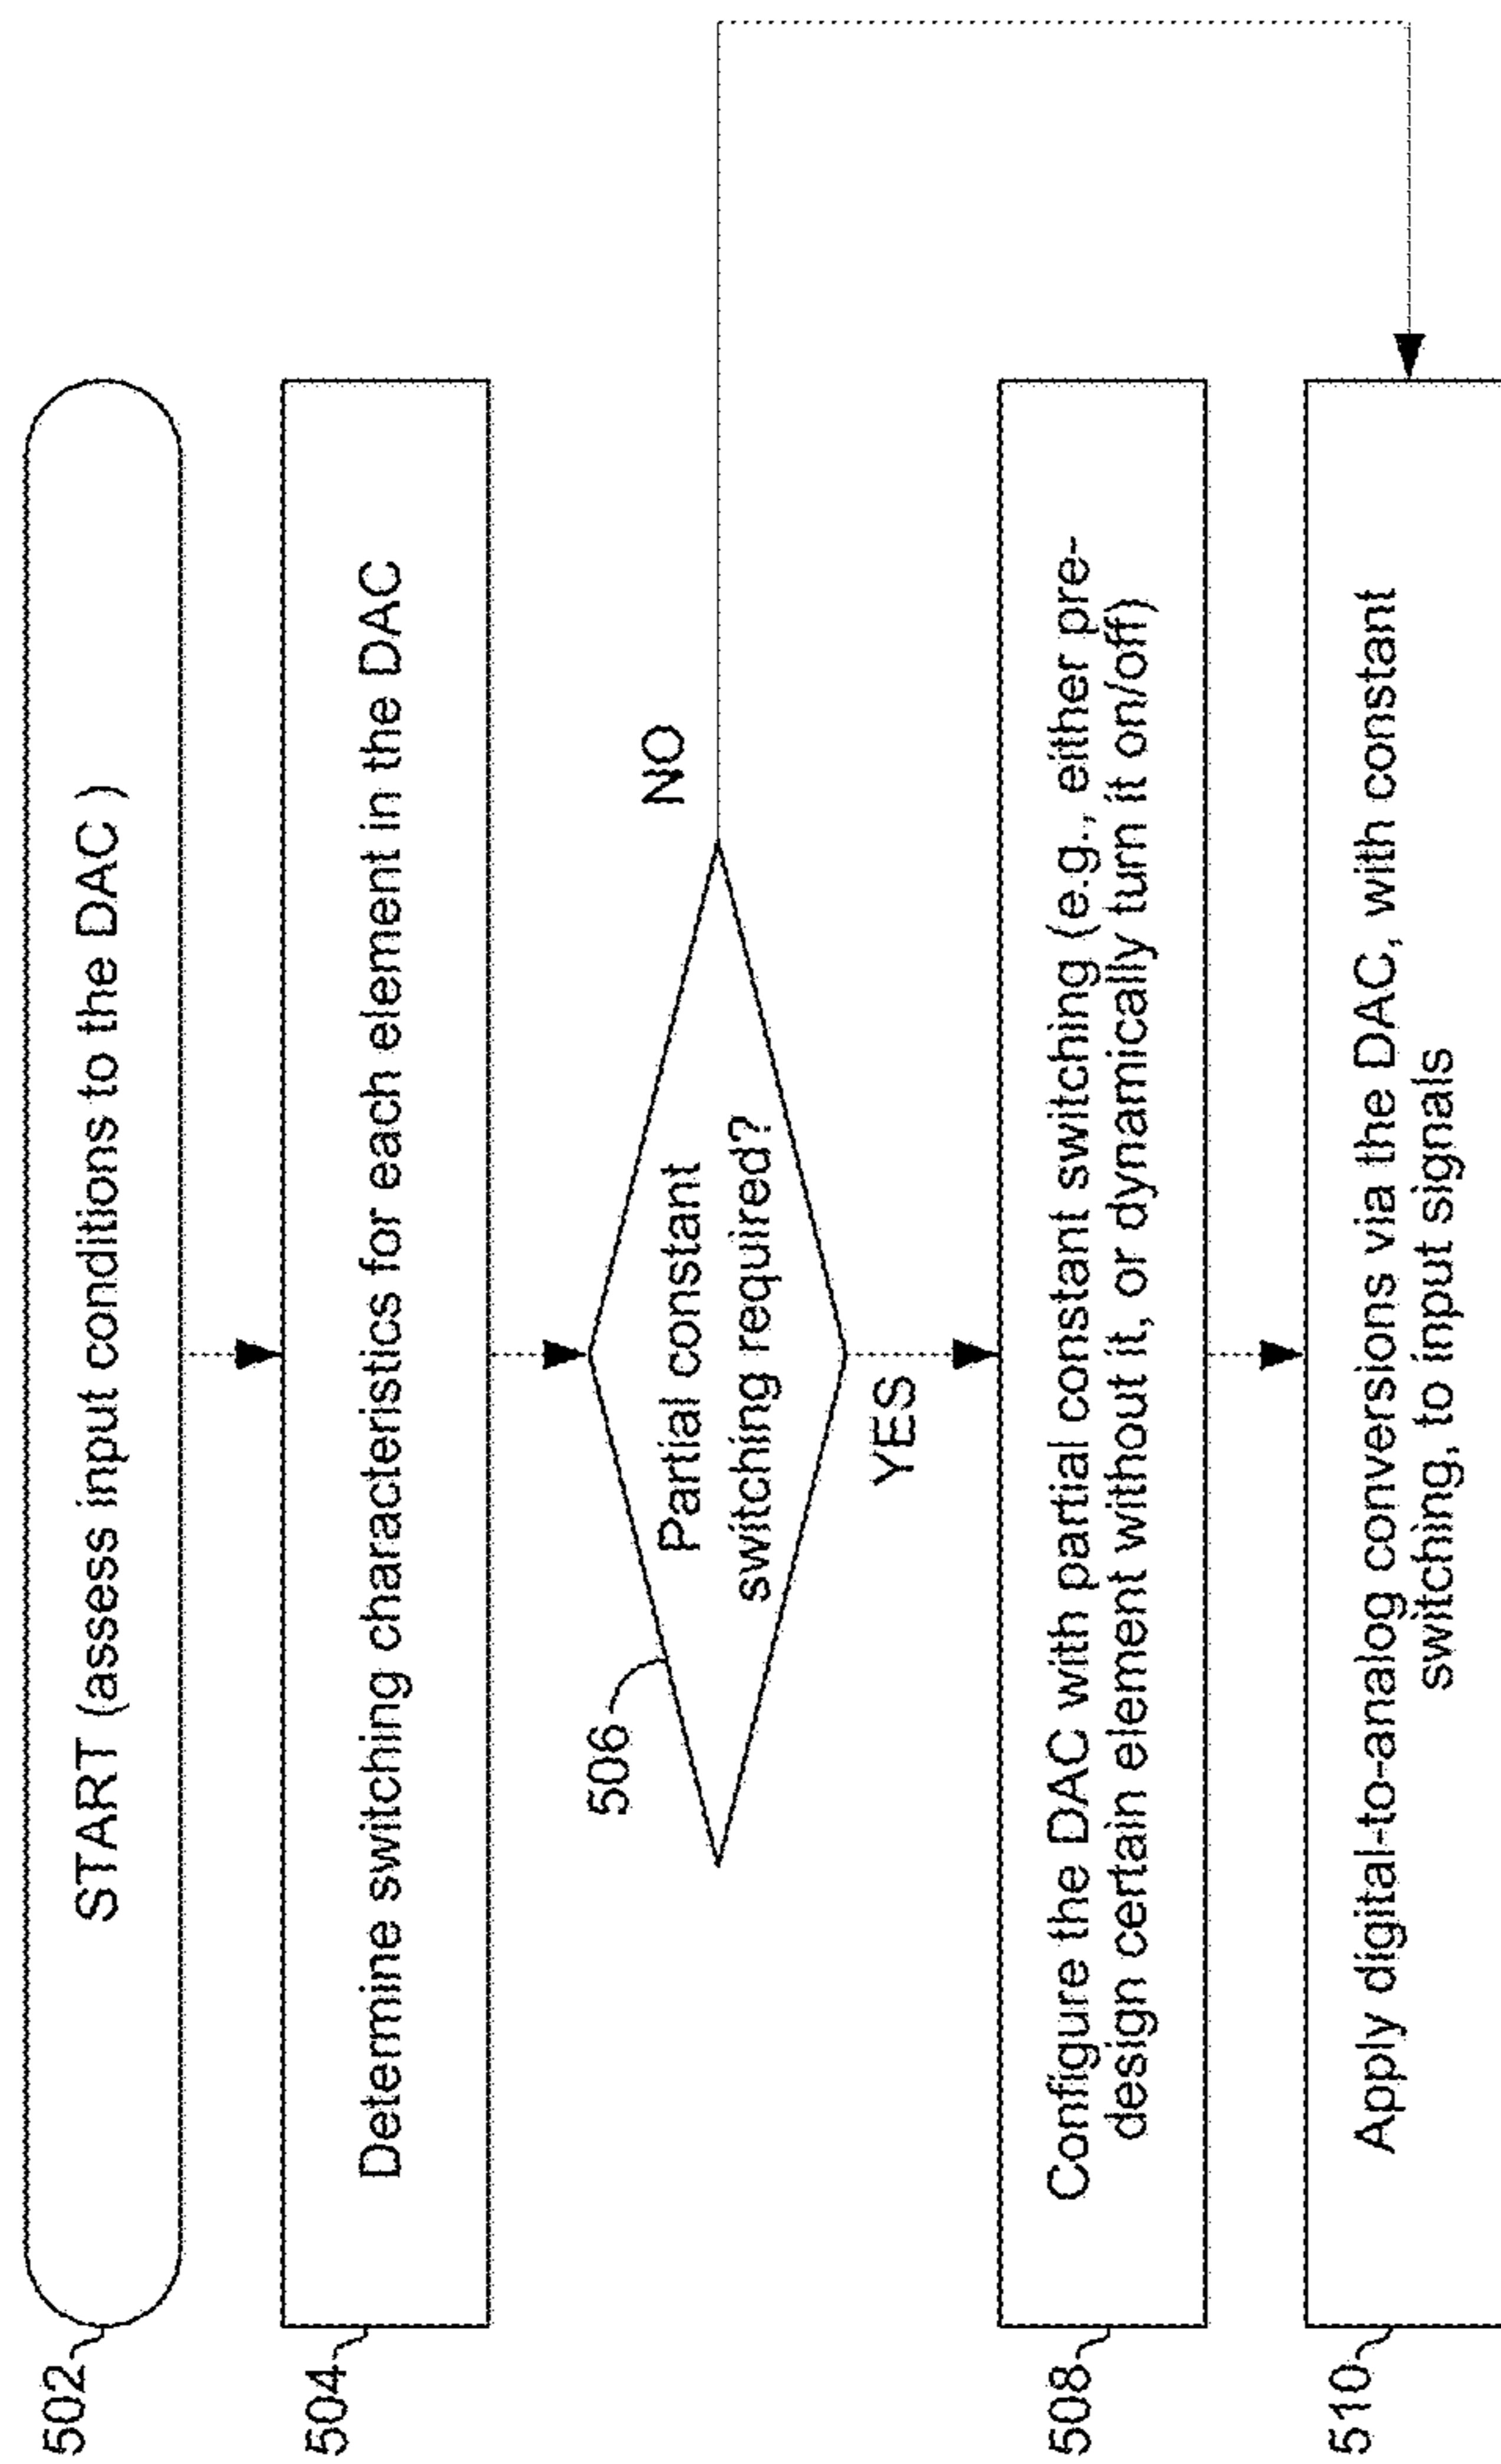 502
START (assess input conditions to the DAC )
504
Determine switching characteristics for each element in the DAC
506
Partial constant
switching required?
NO
YES
508
Configure the DAC with partial constant switching (e.g., either pre-
design certain element without it, or dynamically turn it on/off)
510
Apply digital-to-analog conversions via the DAC, with constant
switching, to input signals